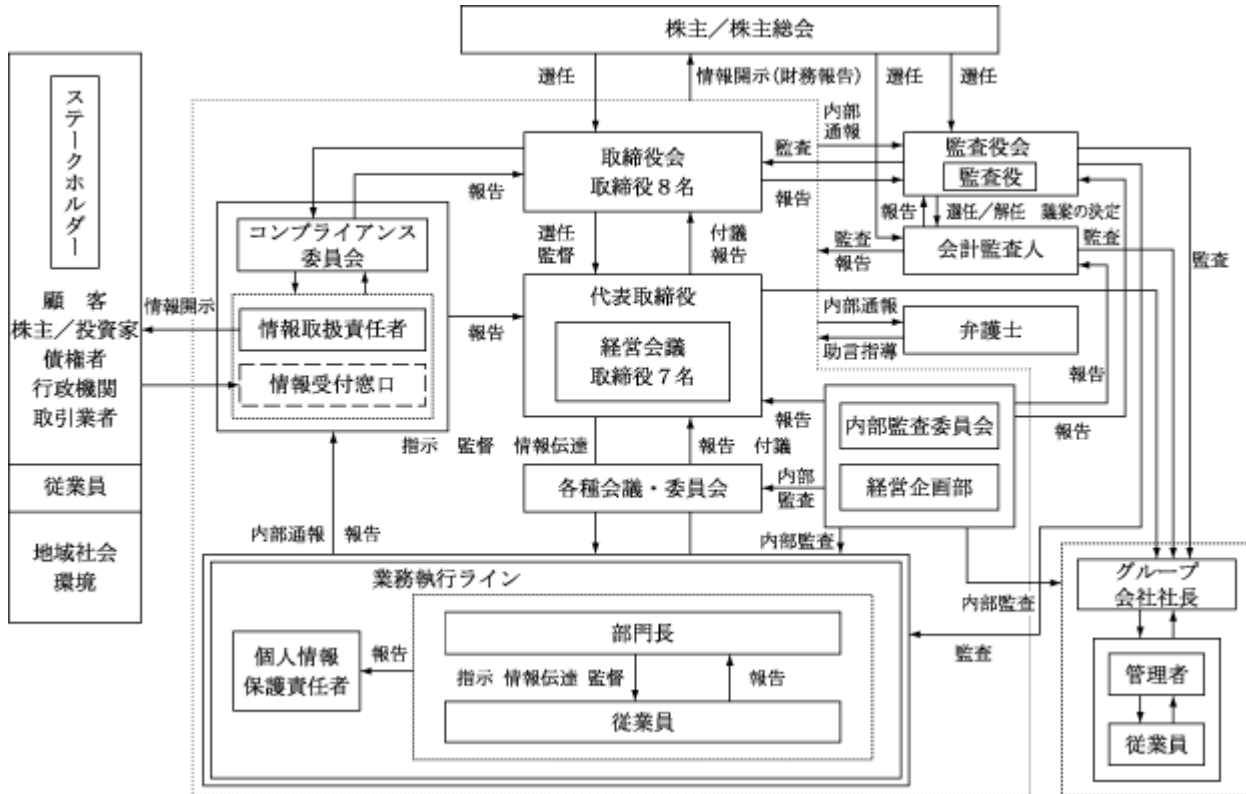 株主／株主総会
選任
情報開示(財務報告)
選任
選任
ステークホルダー
顧　客
株主／投資家
債権者
行政機関
取引業者
従業員
地域社会
環境
内部
通報
取締役会
取締役８名
監査
報告
監査役会
監査役
報告
選任／解任　議案の決定
報告
コンプライアンス
委員会
選任
監督
付議
報告
監査
報告
会計監査人
監査
監査
情報開示
情報取扱責任者
情報受付窓口
報告
代表取締役
経営会議
取締役７名
内部通報
助言指導
弁護士
報告
報告
報告
内部監査委員会
経営企画部
指示　監督　情報伝達
報告　付議
各種会議・委員会
内部
監査
内部通報
報告
内部監査
業務執行ライン
部門長
指示 情報伝達 監督
報告
従業員
報告
個人情報
保護責任者
内部監査
監査
グループ
会社社長
管理者
従業員